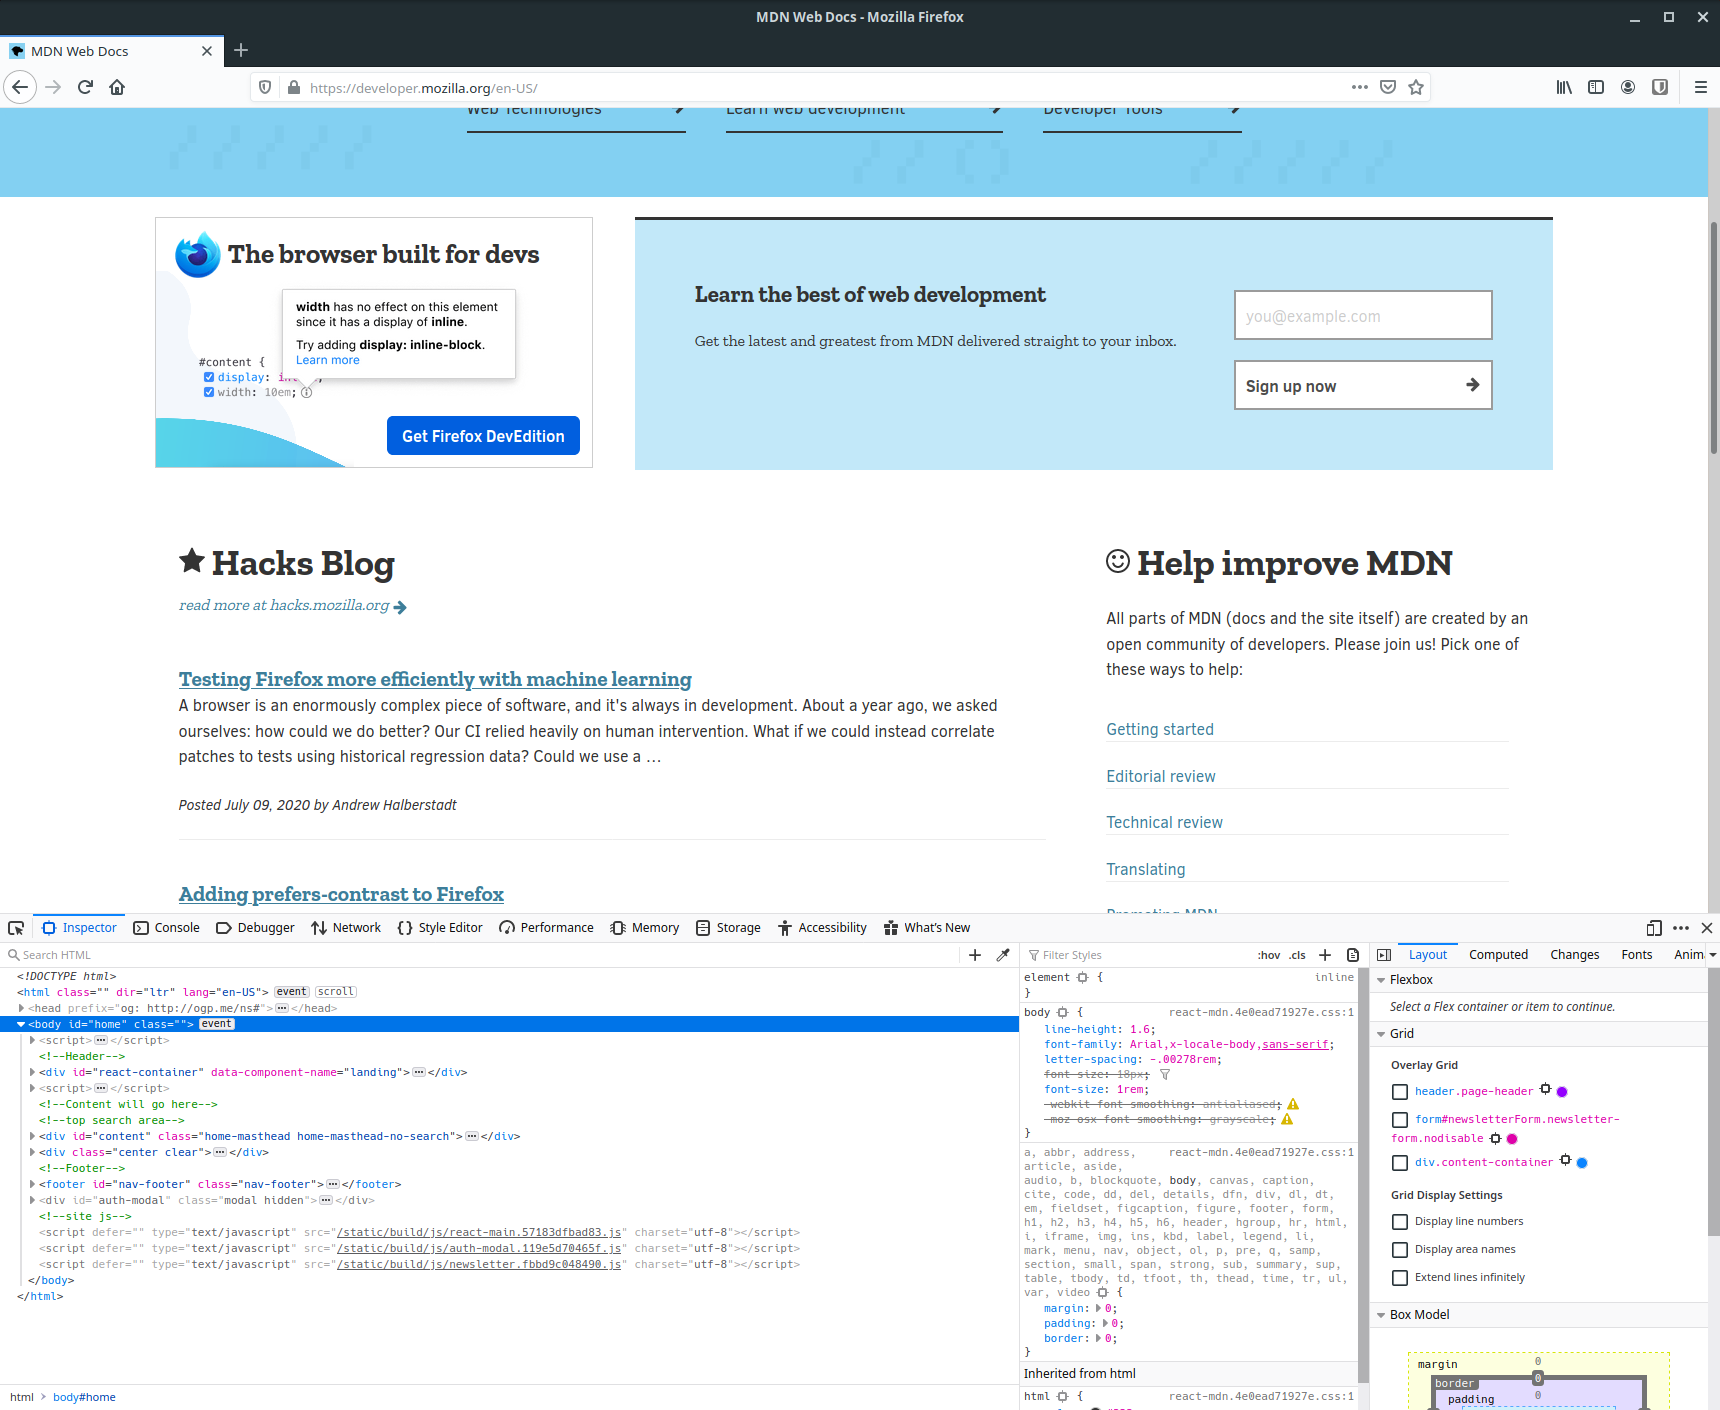 MDN Web Docs - Mozilla Firefox
MDN Web Docs
https://developer.mozilla.org/en-US/
Web Technologies
Learn web development
Developer Tools
The browser built for devs
width has no effect on this element
since it has a display of inline.
Try adding display: inline-block.
Learn more
#content {
display:
width: 10em;
Get Firefox DevEdition
Learn the best of web development
Get the latest and greatest from MDN delivered straight to your inbox.
you@example.com
Sign up now
Hacks Blog
read more at hacks.mozilla.org
Testing Firefox more efficiently with machine learning
A browser is an enormously complex piece of software, and it's always in development. About a year ago, we asked
ourselves: how could we do better? Our CI relied heavily on human intervention. What if we could instead correlate
patches to tests using historical regression data? Could we use a …
Posted July 09, 2020 by Andrew Halberstadt
Adding prefers-contrast to Firefox
Help improve MDN
All parts of MDN (docs and the site itself) are created by an
open community of developers. Please join us! Pick one of
these ways to help:
Getting started
Editorial review
Technical review
Translating
Promoting MDN
Inspector Console Debugger Network Style Editor Performance Memory Storage Accessibility What's New
Search HTML
<!DOCTYPE html>
<html class="" dir="ltr" lang="en-US"> event scroll
<head prefix="og: http://ogp.me/ns#"> ••• </head>
<body id="home" class=""> event
<script> ••• </script>
<!--Header-->
<div id="react-container" data-component-name="landing"> ••• </div>
<script> ••• </script>
<!--Content will go here-->
<!--top search area-->
<div id="content" class="home-masthead home-masthead-no-search"> ••• </div>
<div class="center clear"> ••• </div>
<!--Footer-->
<footer id="nav-footer" class="nav-footer"> ••• </footer>
<div id="auth-modal" class="modal hidden"> ••• </div>
<!--site js-->
<script defer="" type="text/javascript" src="/static/build/js/react-main.57183dfbad83.js" charset="utf-8"></script>
<script defer="" type="text/javascript" src="/static/build/js/auth-modal.119e5d70465f.js" charset="utf-8"></script>
<script defer="" type="text/javascript" src="/static/build/js/newsletter.fbbd9c048490.js" charset="utf-8"></script>
</body>
</html>
html > body#home
Filter Styles :hov .cls +
element { inline
}
body { react-mdn.4e0ead71927e.css:1
line-height: 1.6;
font-family: Arial,x-locale-body,sans-serif;
letter-spacing: -.00278rem;
font-size: 18px;
font-size: 1rem;
-webkit-font-smoothing: antialiased;
-moz-osx-font-smoothing: grayscale;
}
a, abbr, address, react-mdn.4e0ead71927e.css:1
article, aside,
audio, b, blockquote, body, canvas, caption,
cite, code, dd, del, details, dfn, div, dl, dt,
em, fieldset, figcaption, figure, footer, form,
h1, h2, h3, h4, h5, h6, header, hgroup, hr, html,
i, iframe, img, ins, kbd, label, legend, li,
mark, menu, nav, object, ol, p, pre, q, samp,
section, small, span, strong, sub, summary, sup,
table, tbody, td, tfoot, th, thead, time, tr, ul,
var, video {
margin: 0;
padding: 0;
border: 0;
}
Inherited from html
html { react-mdn.4e0ead71927e.css:1
Layout Computed Changes Fonts Anim
Flexbox
Select a Flex container or item to continue.
Grid
Overlay Grid
header.page-header
form#newsletterForm.newsletter-
form.nodisable
div.content-container
Grid Display Settings
Display line numbers
Display area names
Extend lines infinitely
Box Model
margin 0
border 0
padding 0